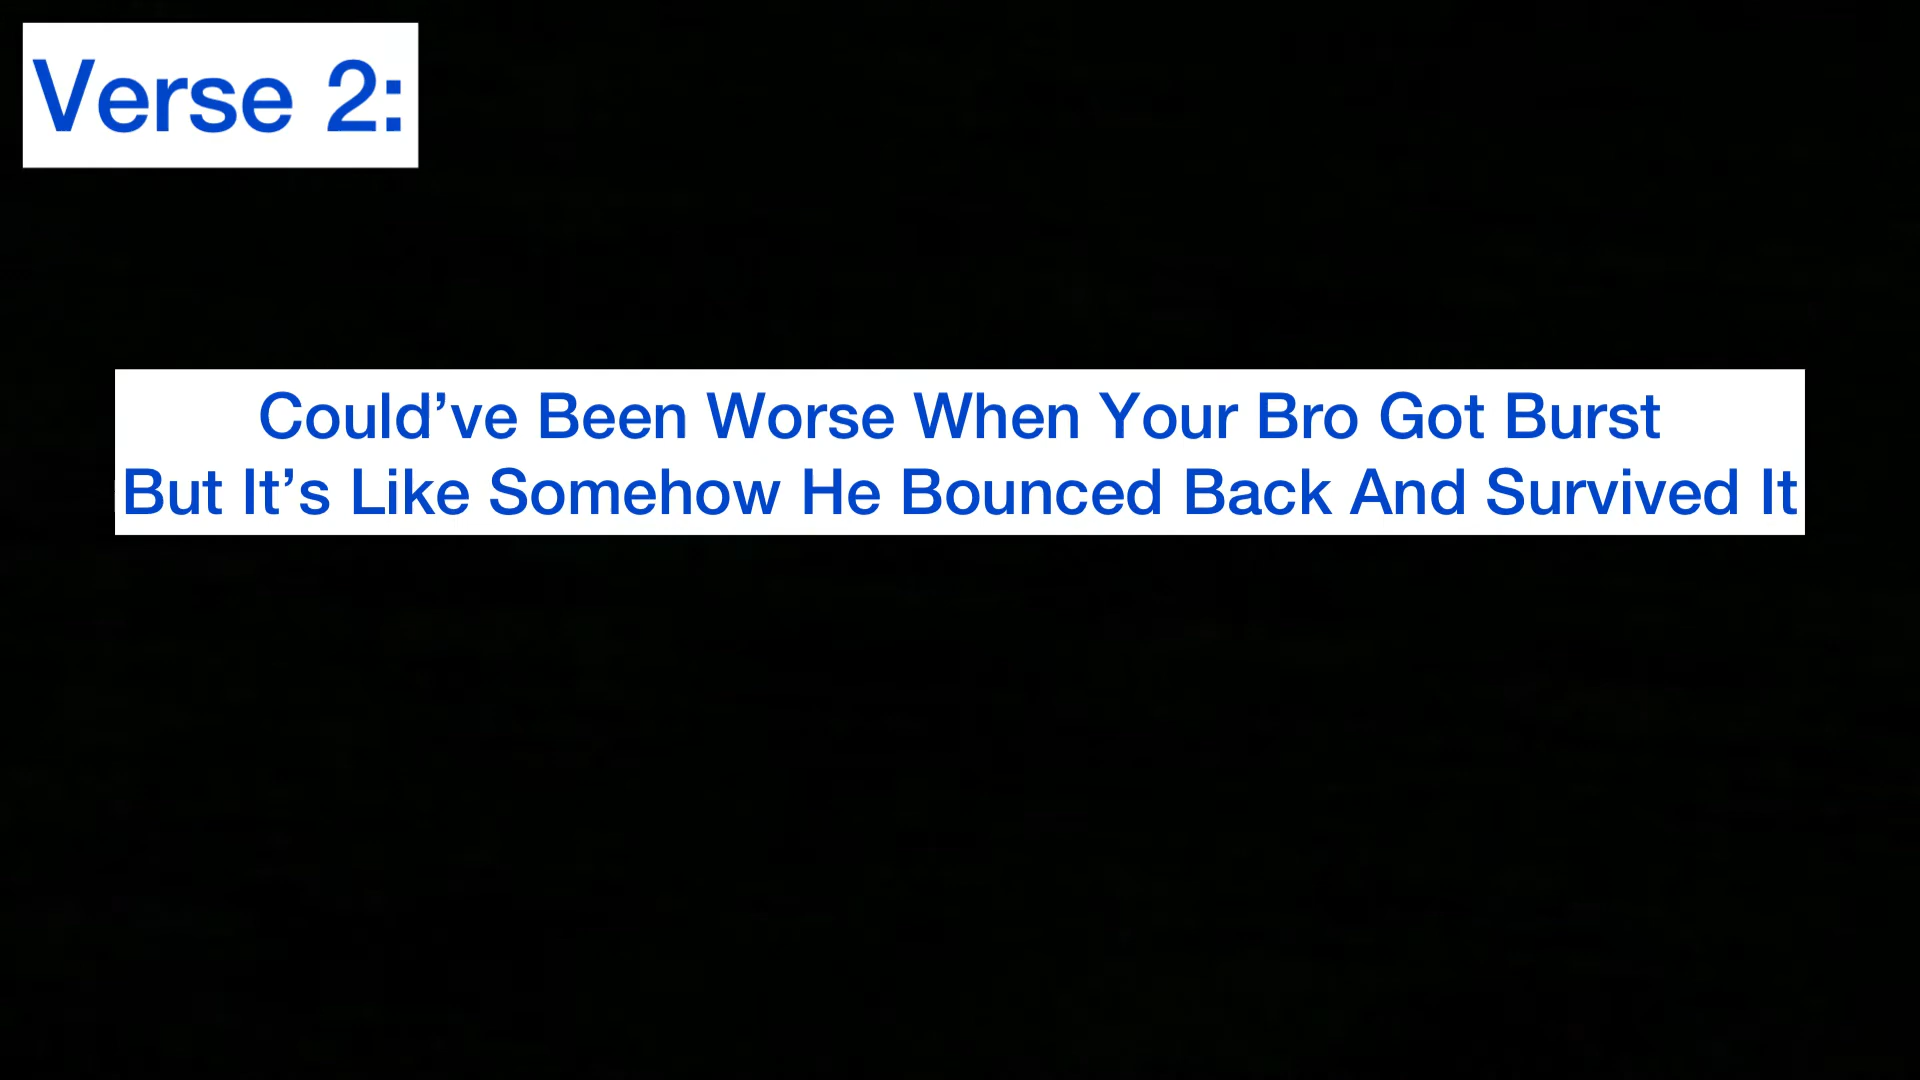 Verse 2:
Could’ve Been Worse When Your Bro Got Burst
But It’s Like Somehow He Bounced Back And Survived It